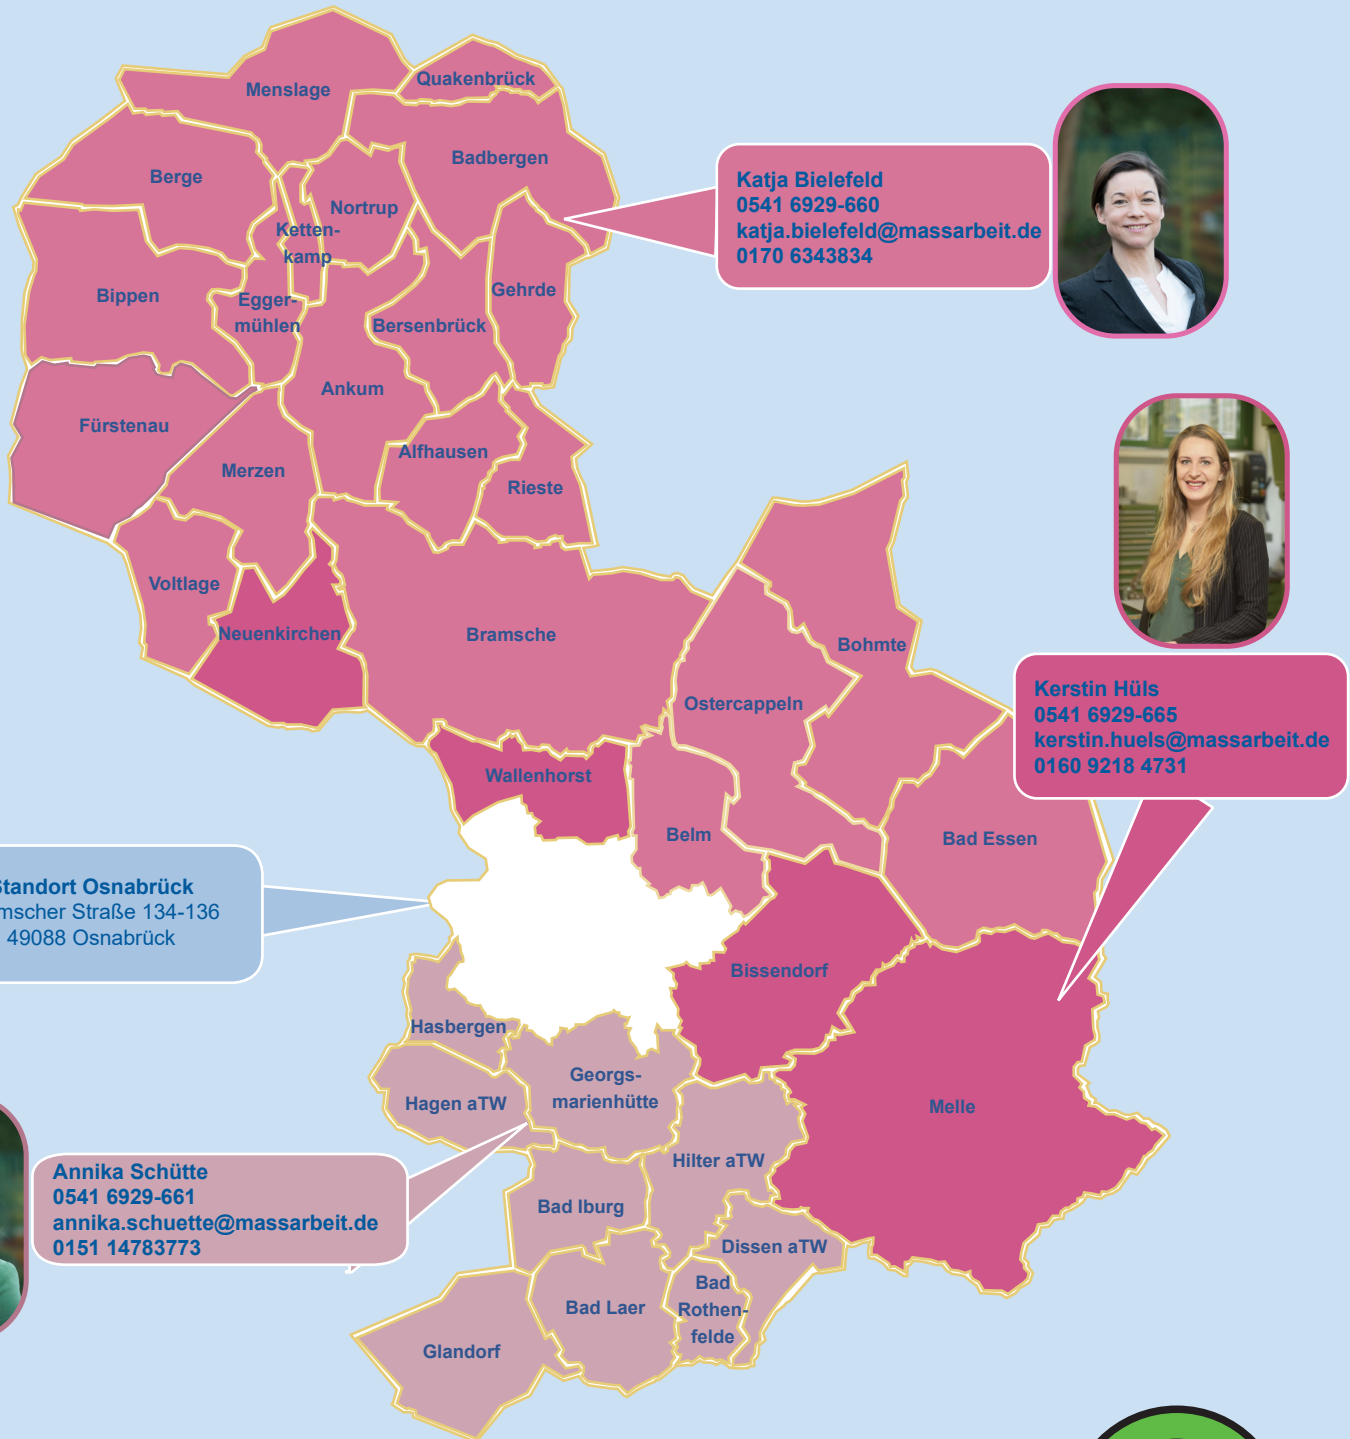 Menslage
Quakenbrück
Badbergen
Berge
Nortrup
Ketten-
kamp
Bippen
Egger-
mühlen
Bersenbrück
Gehrde
Ankum
Fürstenau
Merzen
Alfhausen
Rieste
Voltlage
Neuenkirchen
Bramsche
Bohmte
Ostercappeln
Wallenhorst
Belm
Bad Essen
Bissendorf
Hasbergen
Georgs-
marienhütte
Hagen aTW
Melle
Hilter aTW
Bad Iburg
Dissen aTW
Bad
Rothen-
felde
Bad Laer
Glandorf
Katja Bielefeld
0541 6929-660
katja.bielefeld@massarbeit.de
0170 6343834
Kerstin Hüls
0541 6929-665
kerstin.huels@massarbeit.de
0160 9218 4731
Standort Osnabrück
Straße 134-136
49088 Osnabrück
Annika Schütte
0541 6929-661
annika.schuette@massarbeit.de
0151 14783773